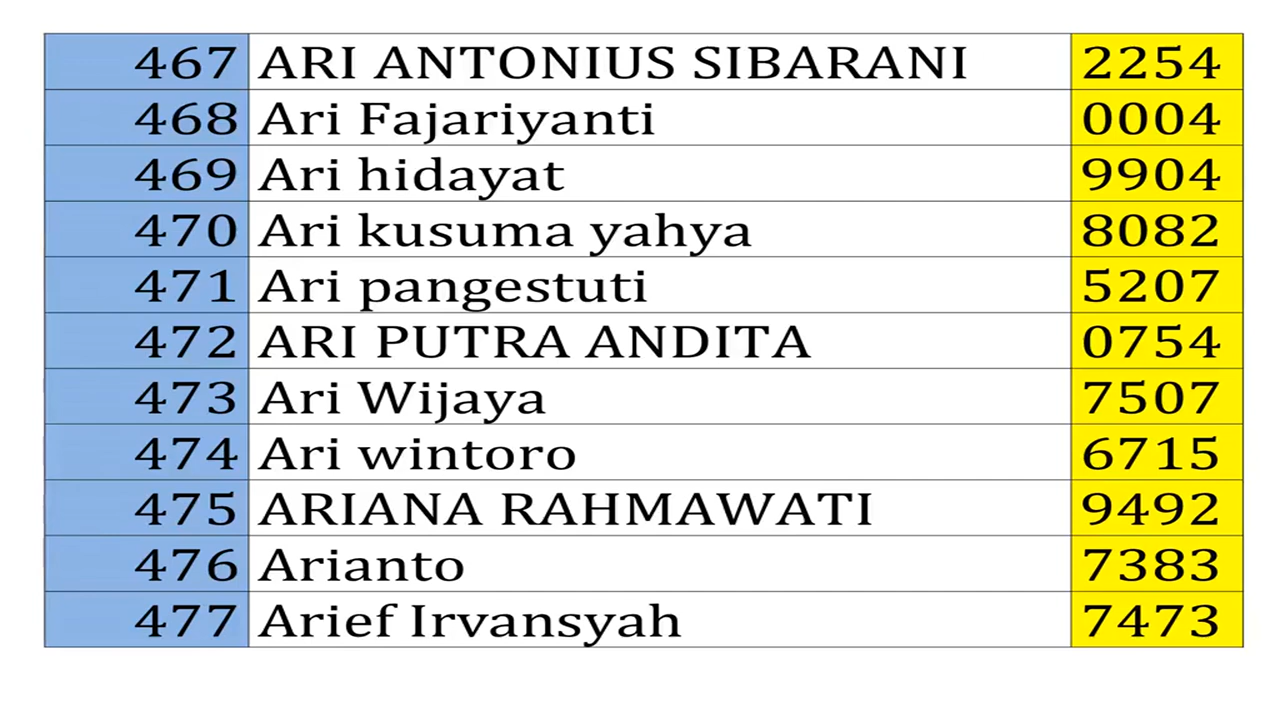 467 ARI ANTONIUS SIBARANI 2254
468 Ari Fajariyanti 0004
469 Ari hidayat 9904
470 Ari kusuma yahya 8082
471 Ari pangestuti 5207
472 ARI PUTRA ANDITA 0754
473 Ari Wijaya 7507
474 Ari wintoro 6715
475 ARIANA RAHMAWATI 9492
476 Arianto 7383
477 Arief Irvansyah 7473